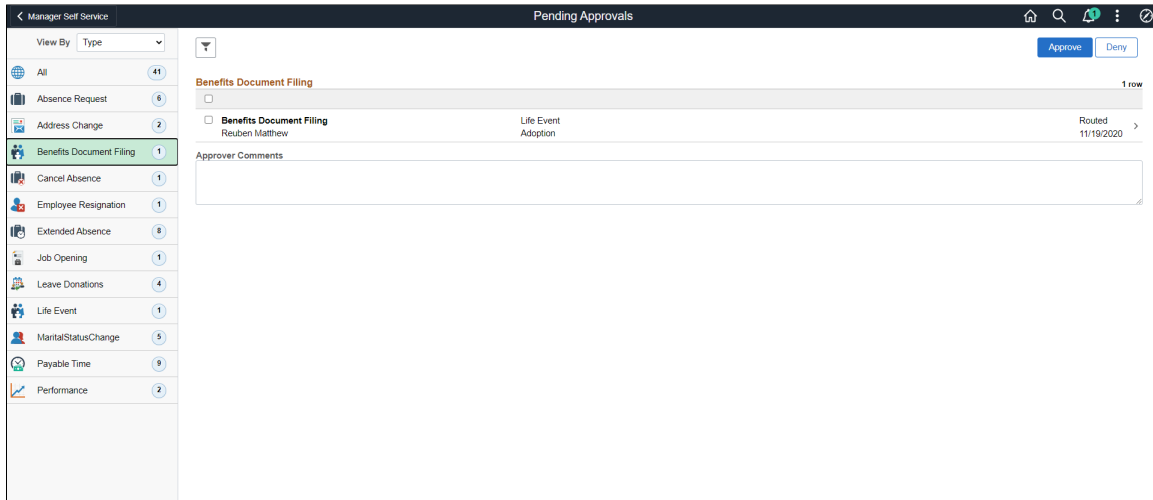 Manager Self Service
Pending Approvals
1
View By Type
All 41
Absence Request 6
Address Change 2
Benefits Document Filing 1
Cancel Absence 1
Employee Resignation 1
Extended Absence 8
Job Opening 1
Leave Donations 4
Life Event 1
MaritalStatusChange 5
Payable Time 9
Performance 2
Approve Deny
Benefits Document Filing 1 row
Benefits Document Filing Life Event Routed
Reuben Matthew Adoption 11/19/2020
Approver Comments